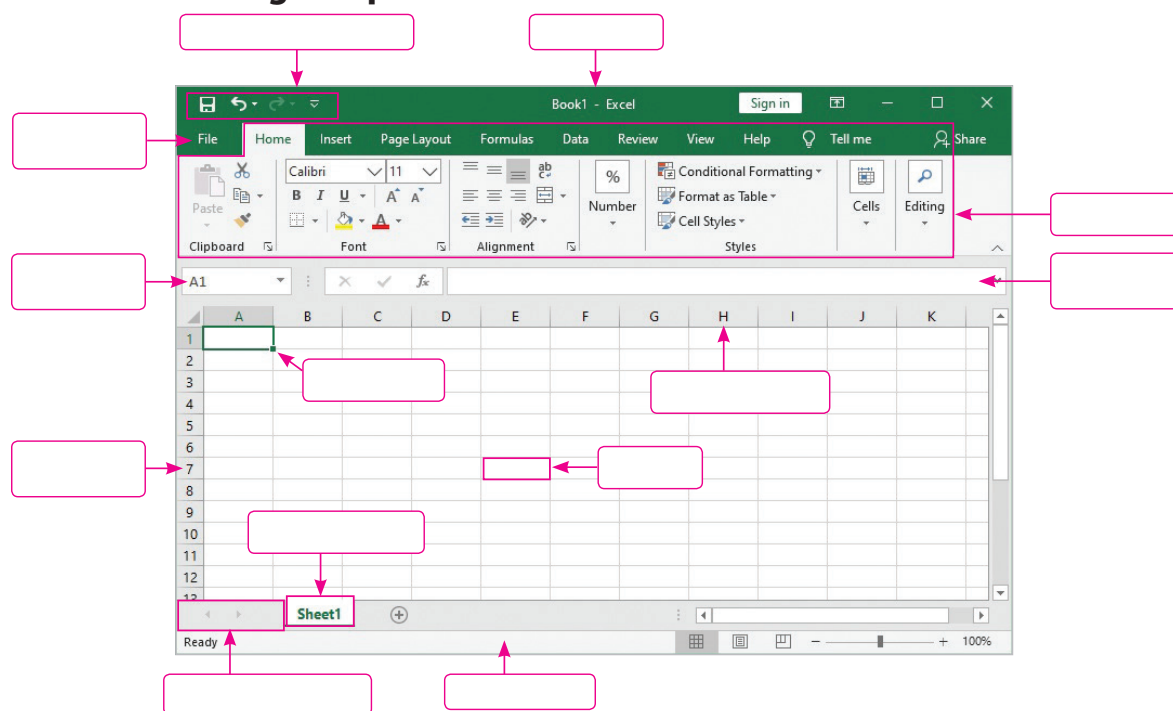 Book1 - Excel
Sign in
File Home Insert Page Layout Formulas Data Review View Help Tell me Share
Paste
Calibri 11
B I U A A
A
ab
%
Number
Conditional Formatting
Format as Table
Cell Styles
Cells
Editing
Clipboard Font Alignment Styles
A1 fx
A B C D E F G H I J K
1
2
3
4
5
6
7
8
9
10
11
12
13
Sheet1
Ready 100%